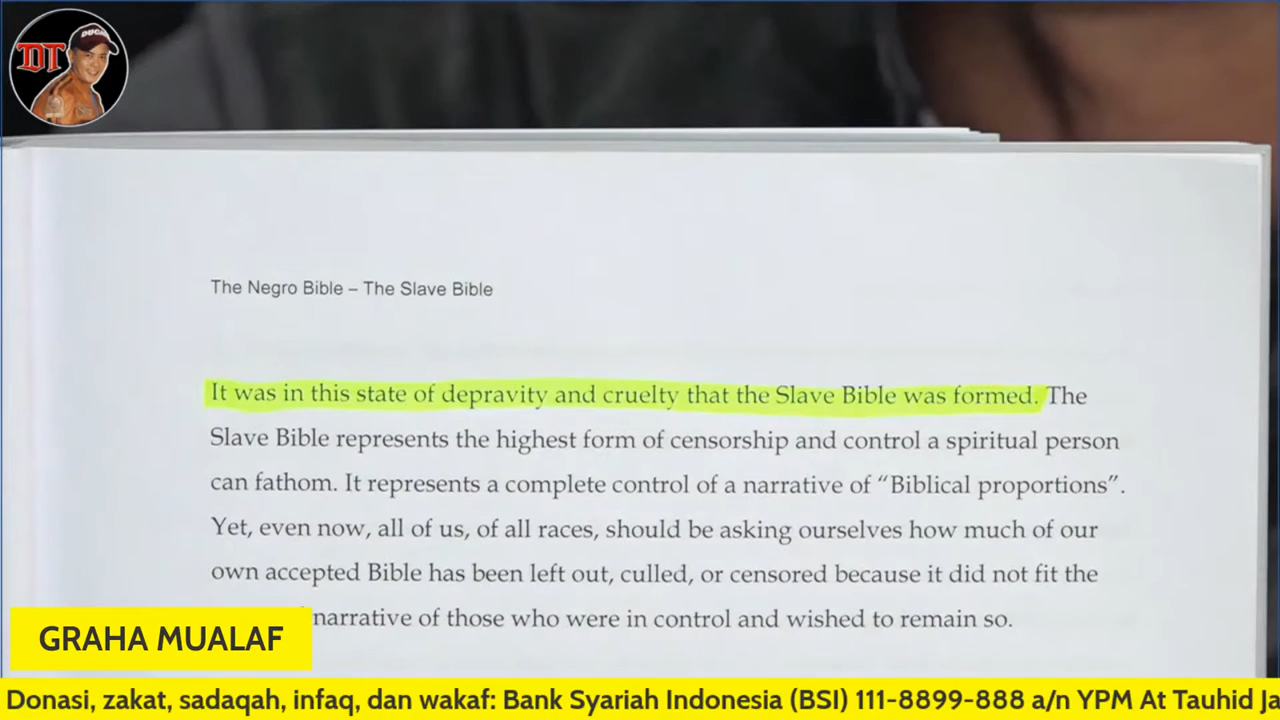 DUCA
DT
The Negro Bible – The Slave Bible
It was in this state of depravity and cruelty that the Slave Bible was formed. The
Slave Bible represents the highest form of censorship and control a spiritual person
can fathom. It represents a complete control of a narrative of “Biblical proportions”.
Yet, even now, all of us, of all races, should be asking ourselves how much of our
own accepted Bible has been left out, culled, or censored because it did not fit the
narrative of those who were in control and wished to remain so.
GRAHA MUALAF
Donasi, zakat, sadaqah, infaq, dan wakaf: Bank Syariah Indonesia (BSI) 111-8899-888 a/n YPM At Tauhid Ja